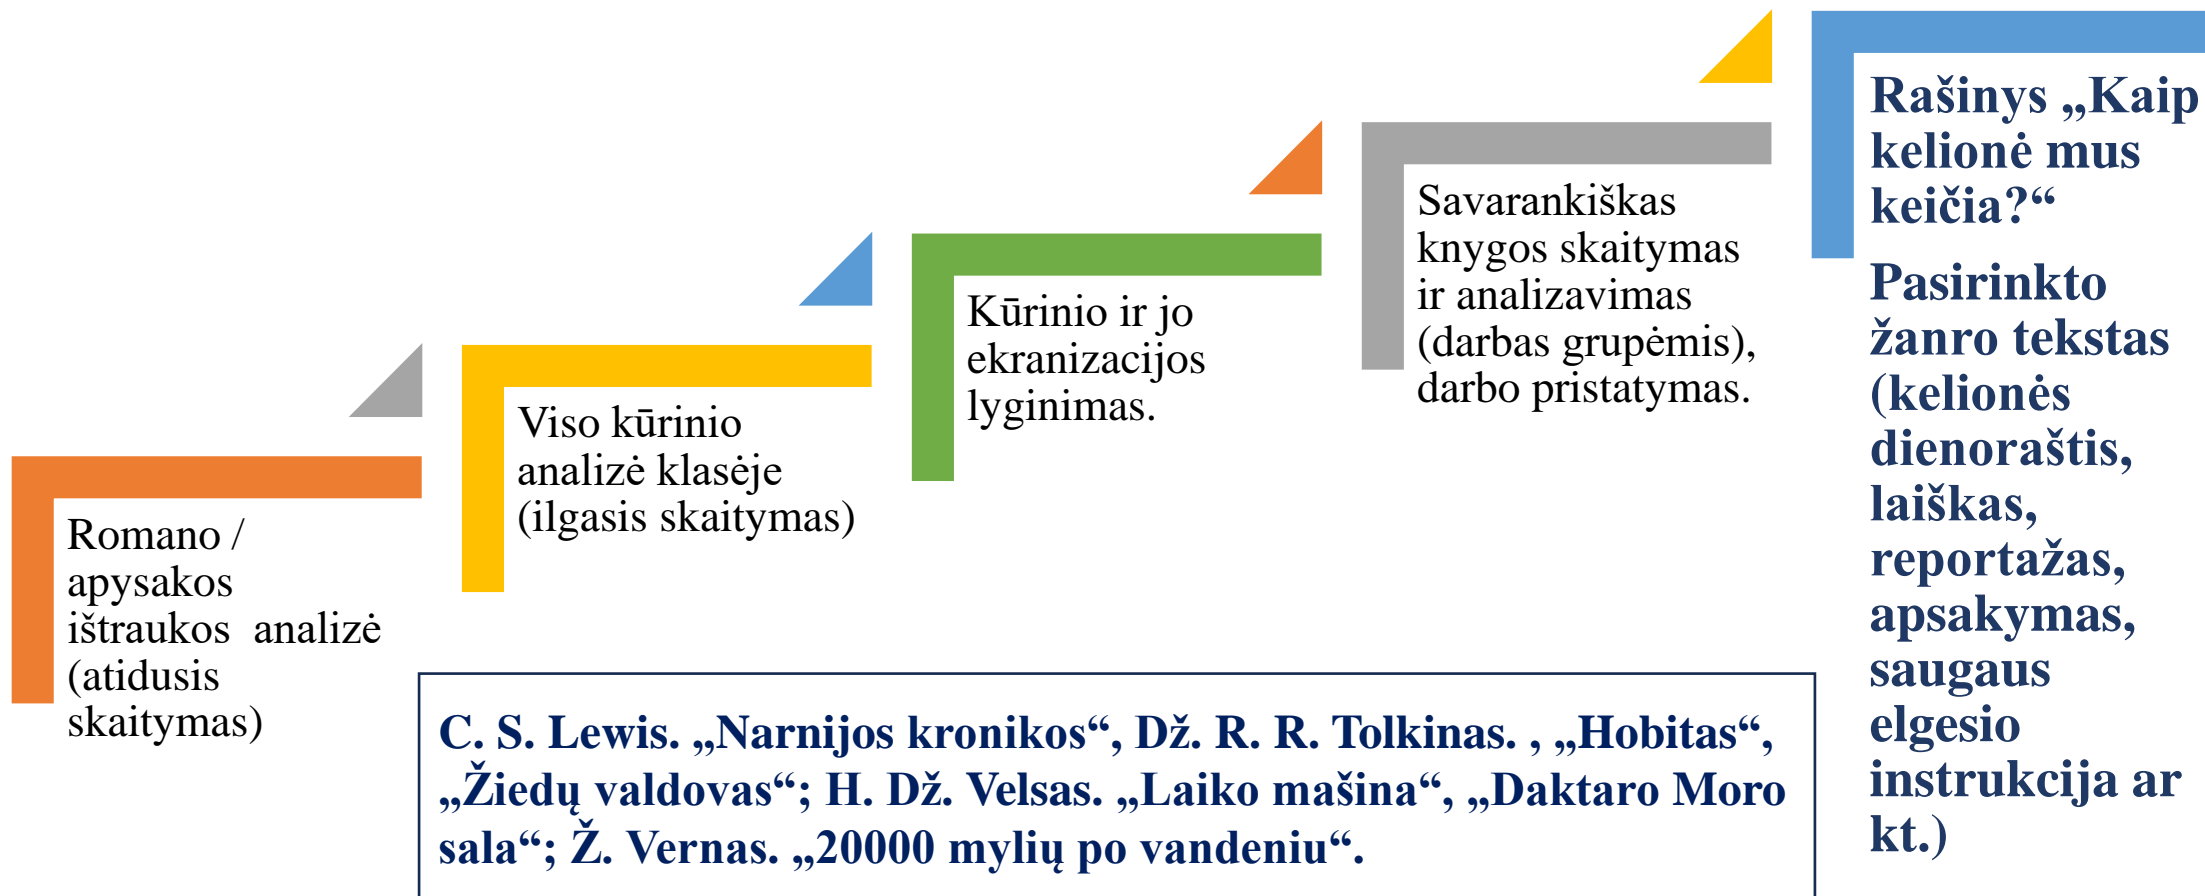 Romano /
apysakos
ištraukos  analizė
(atidusis
skaitymas)
Viso kūrinio
analizė klasėje
(ilgasis skaitymas)
Kūrinio ir jo
ekranizacijos
lyginimas.
Savarankiškas
knygos skaitymas
ir analizavimas
(darbas grupėmis),
darbo pristatymas.
Rašinys „Kaip
kelionė mus
keičia?“
Pasirinkto
žanro tekstas
(kelionės
dienoraštis,
laiškas,
reportažas,
apsakymas,
saugaus
elgesio
instrukcija ar
kt.)
C. S. Lewis. „Narnijos kronikos“, Dž. R. R. Tolkinas. , „Hobitas“,
„Žiedų valdovas“; H. Dž. Velsas. „Laiko mašina“, „Daktaro Moro
sala“; Ž. Vernas. „20000 mylių po vandeniu“.